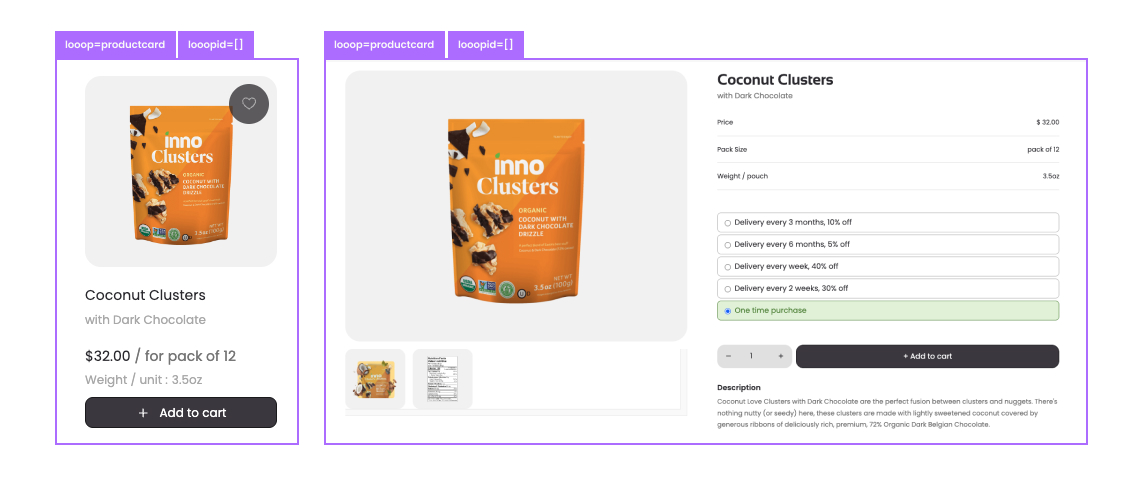 looop=productcard looopid=[]
inno
Clusters
ORGANIC
COCONUT WITH
DARK CHOCOLATE
DRIZZLE
NET WT.
3.5oz (100g)
Coconut Clusters
with Dark Chocolate
$32.00 / for pack of 12
Weight / unit : 3.5oz
+ Add to cart
looop=productcard looopid=[]
inno
Clusters
ORGANIC
COCONUT WITH
DARK CHOCOLATE
DRIZZLE
NET WT.
3.5oz (100g)
Coconut Clusters
with Dark Chocolate
Price $ 32.00
Pack Size pack of 12
Weight / pouch 3.5oz
Delivery every 3 months, 10% off
Delivery every 6 months, 5% off
Delivery every week, 40% off
Delivery every 2 weeks, 30% off
One time purchase
− 1 +
+ Add to cart
Description
Coconut Love Clusters with Dark Chocolate are the perfect fusion between clusters and nuggets. There's
nothing nutty (or seedy) here, these clusters are made with lightly sweetened coconut covered by
generous ribbons of deliciously rich, premium, 72% Organic Dark Belgian Chocolate.